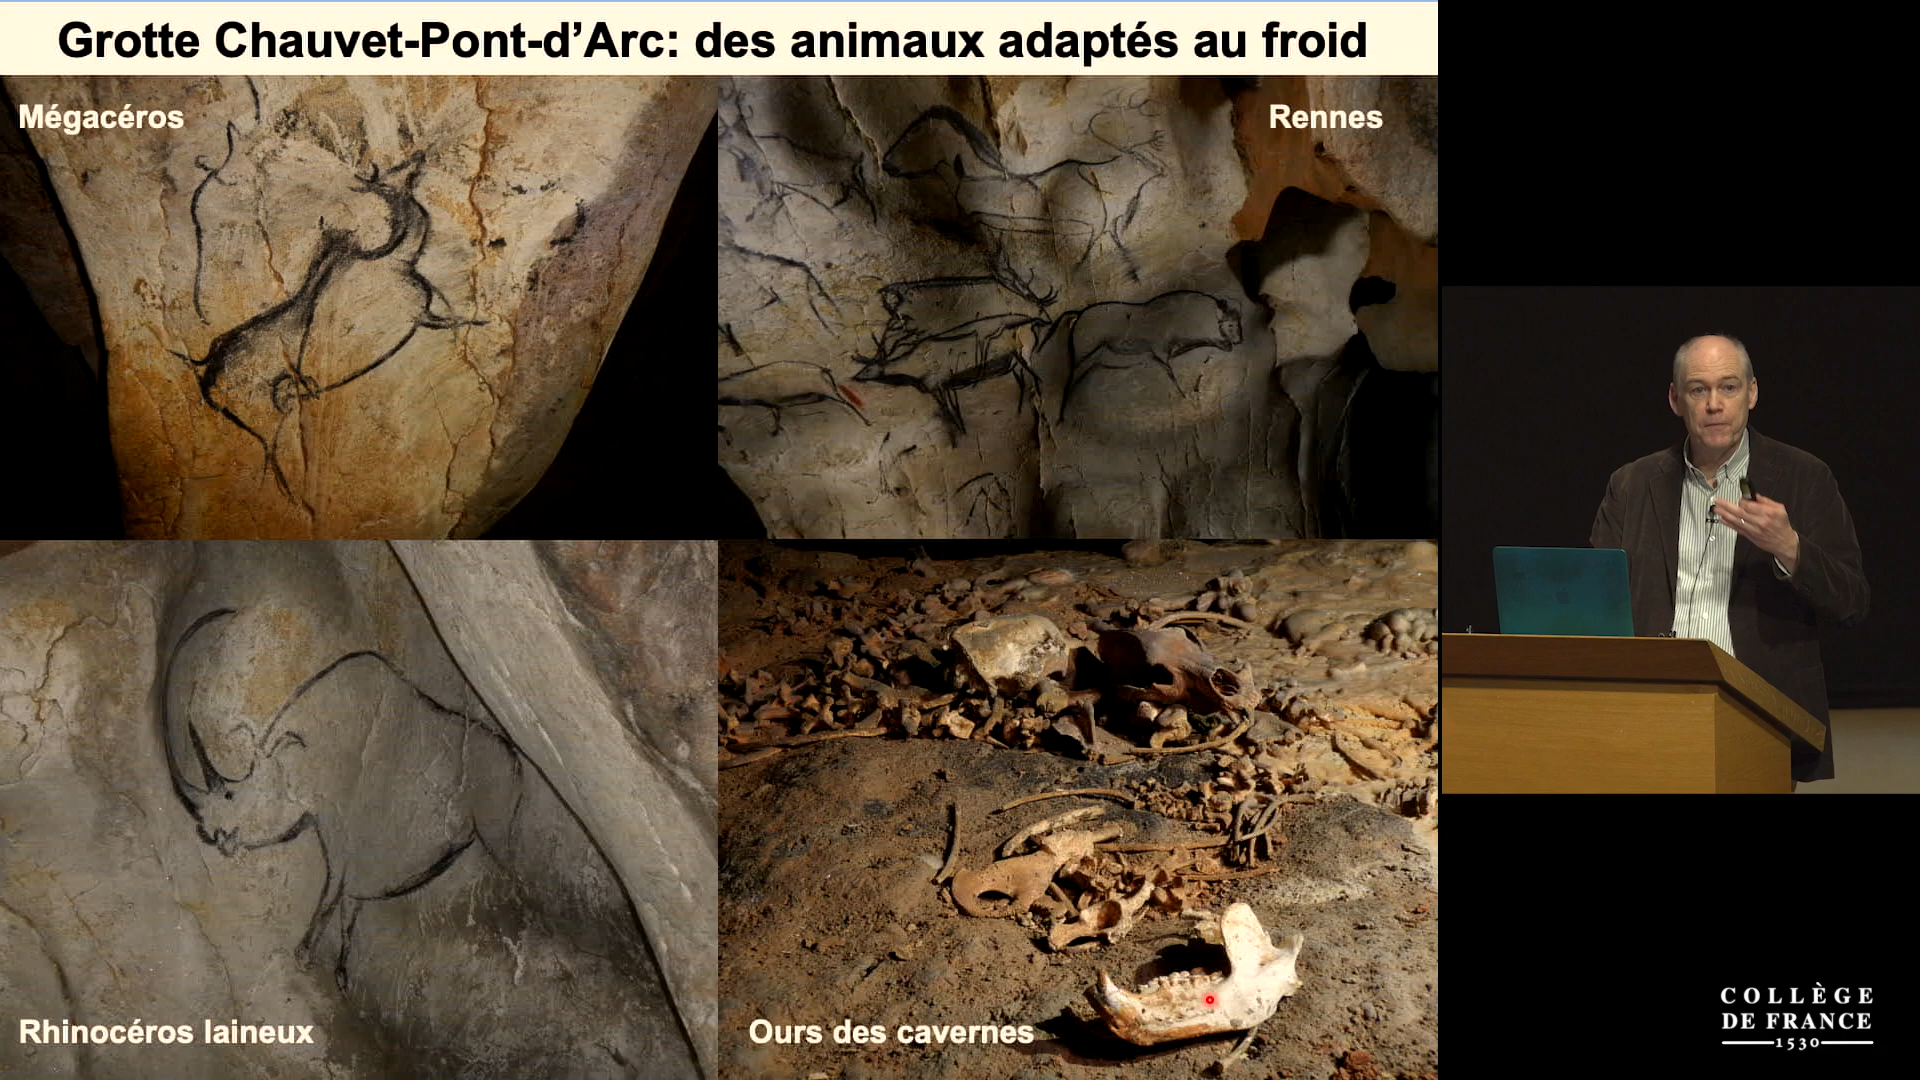 Grotte Chauvet-Pont-d’Arc: des animaux adaptés au froid
Mégacéros
Rennes
Rhinocéros laineux
Ours des cavernes
COLLÈGE
DE FRANCE
1530